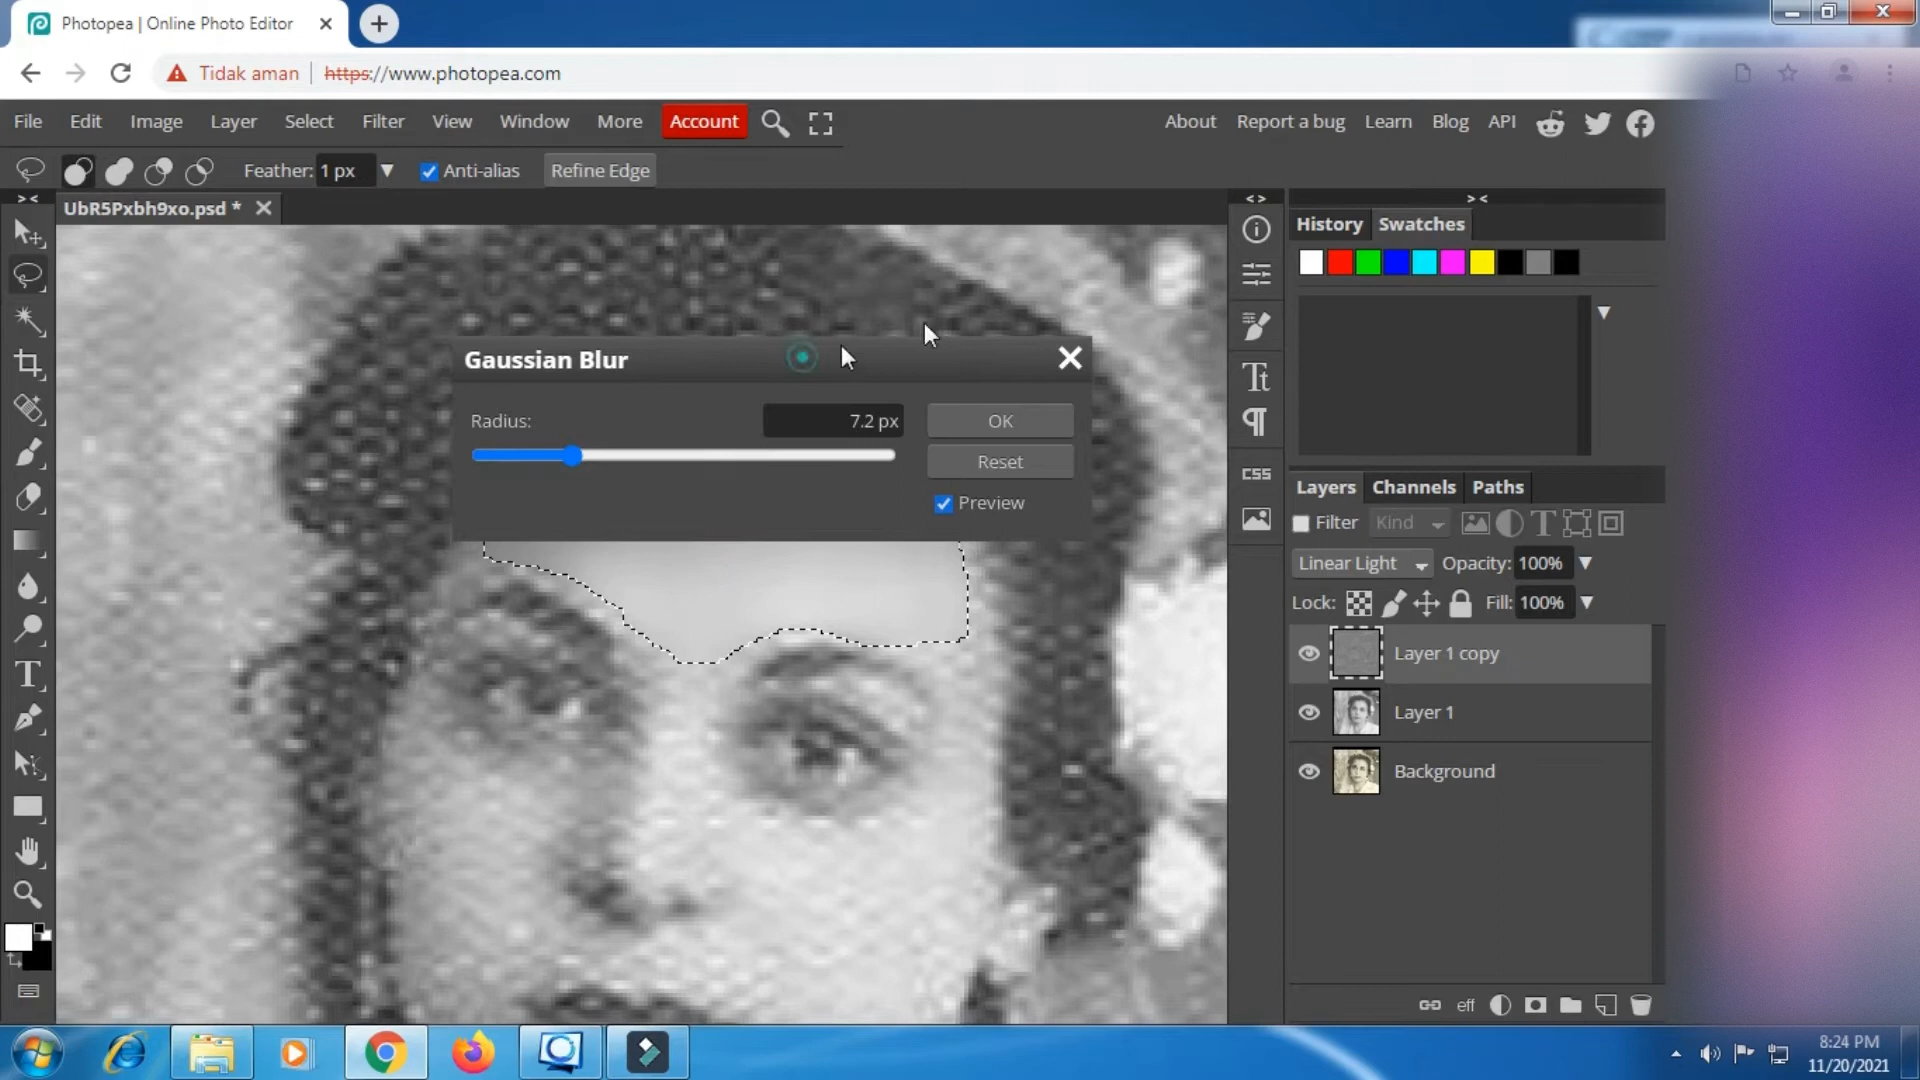 Photopea | Online Photo Editor
Tidak aman | https://www.photopea.com
File Edit Image Layer Select Filter View Window More Account About Report a bug Learn Blog API
Feather: 1 px Anti-alias Refine Edge
UbR5Pxbh9xo.psd *
History Swatches
Gaussian Blur
Radius: 7.2 px OK
Reset
Preview
CSS
Layers Channels Paths
Filter Kind
Linear Light Opacity: 100%
Lock: Fill: 100%
Layer 1 copy
Layer 1
Background
eff
8:24 PM
11/20/2021